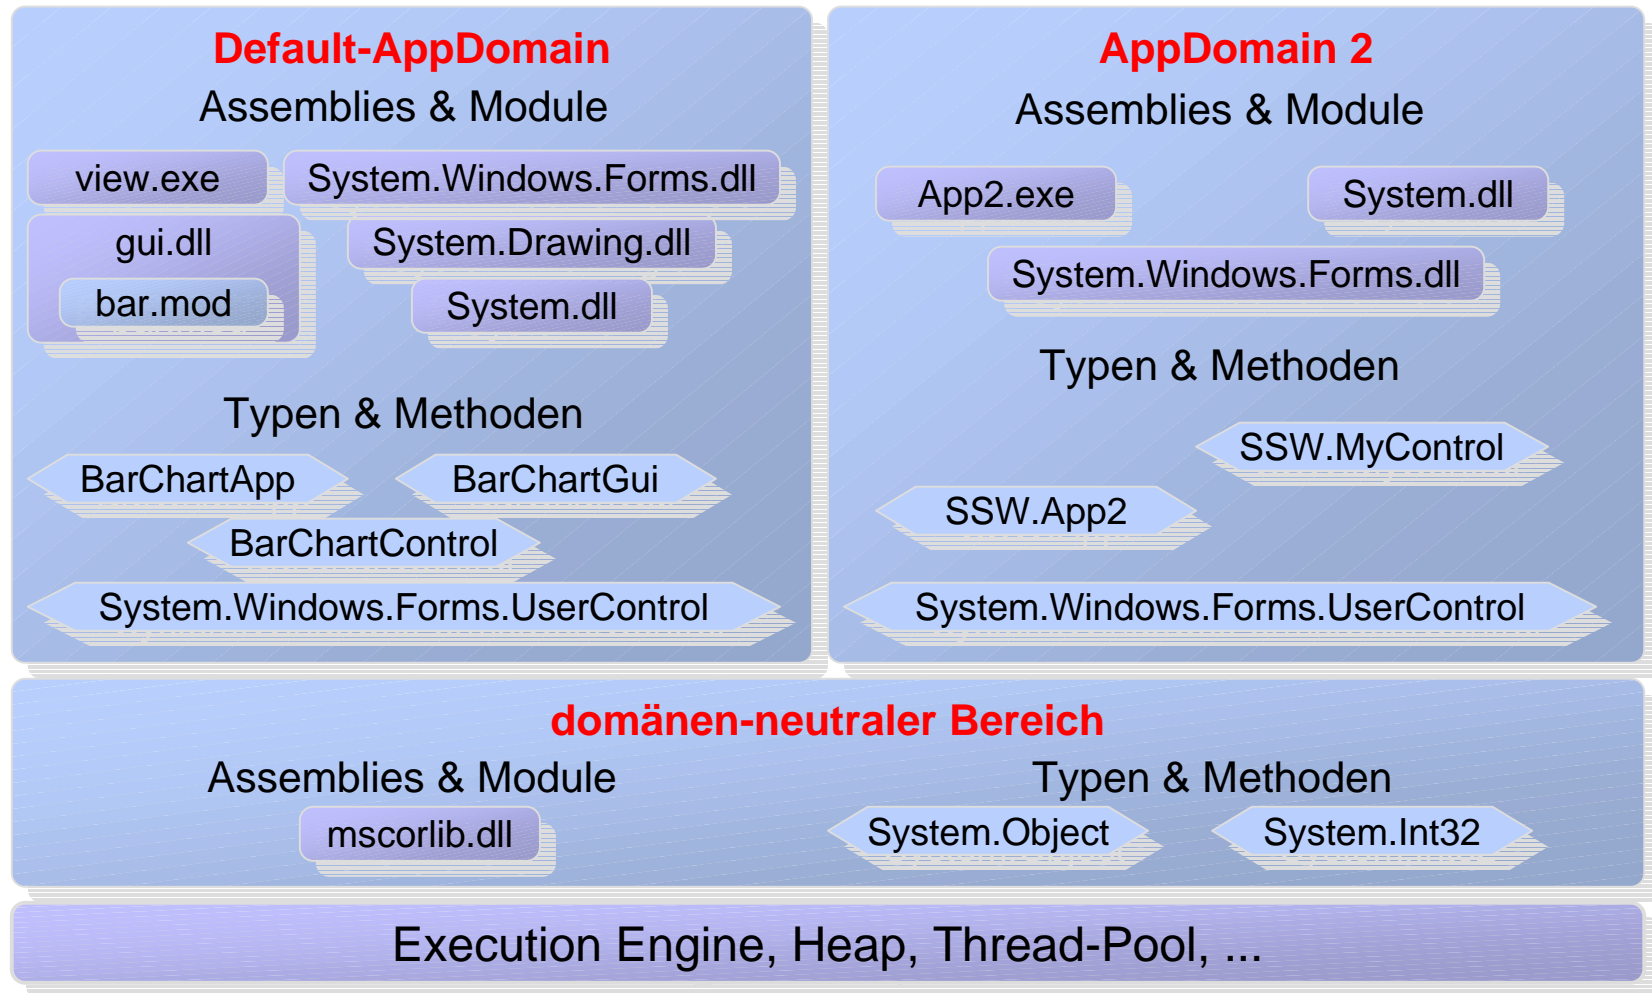 Default-AppDomain
Assemblies & Module
view.exe
System.Windows.Forms.dll
gui.dll
System.Drawing.dll
bar.mod
System.dll
Typen & Methoden
BarChartApp
BarChartGui
BarChartControl
System.Windows.Forms.UserControl
AppDomain 2
Assemblies & Module
App2.exe
System.dll
System.Windows.Forms.dll
Typen & Methoden
SSW.MyControl
SSW.App2
System.Windows.Forms.UserControl
domänen-neutraler Bereich
Assemblies & Module
mscorlib.dll
Typen & Methoden
System.Object
System.Int32
Execution Engine, Heap, Thread-Pool, ...